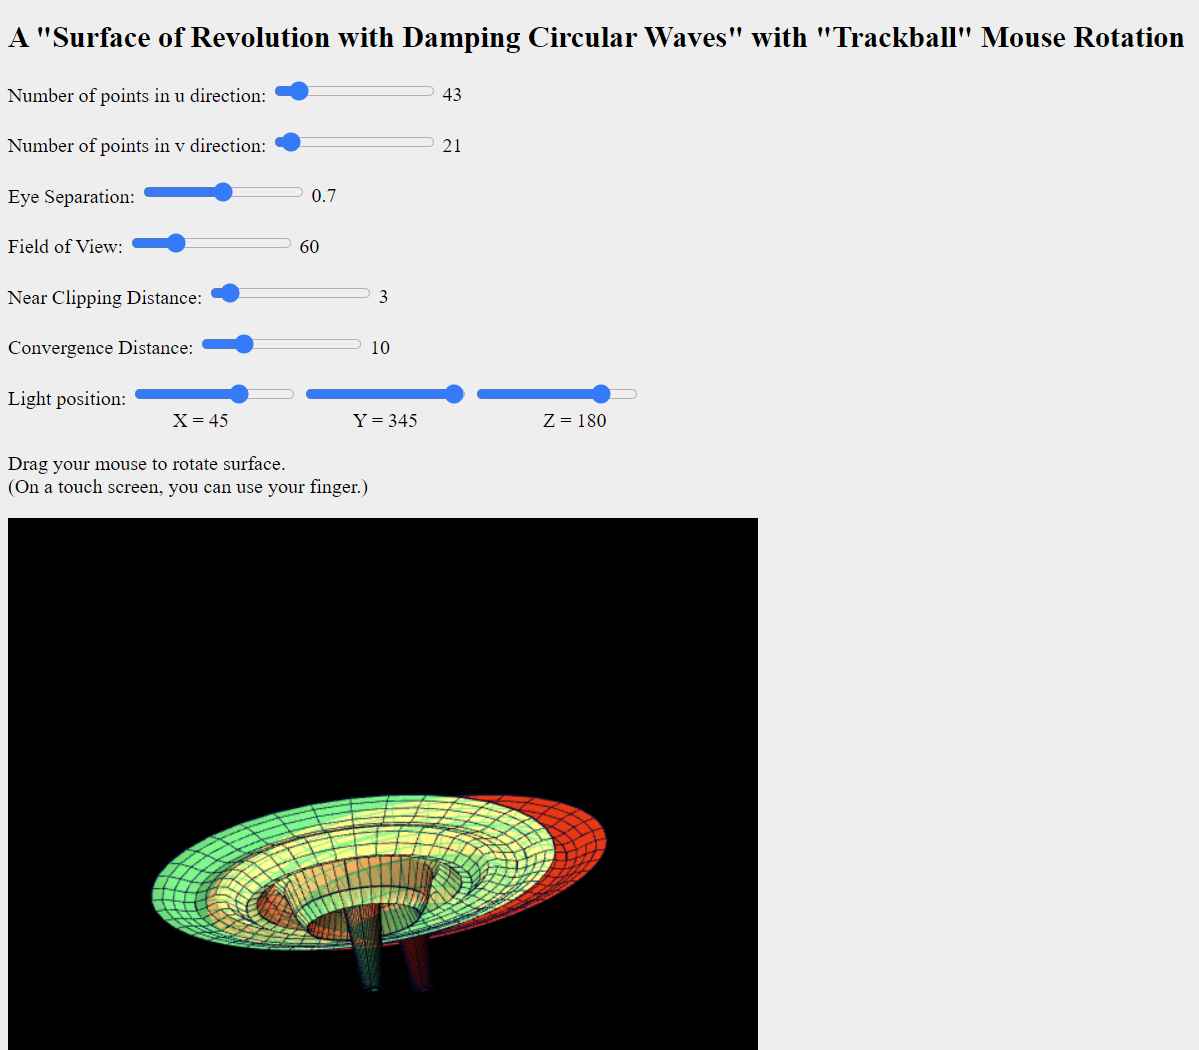 A "Surface of Revolution with Damping Circular Waves" with "Trackball" Mouse Rotation
Number of points in u direction: 43
Number of points in v direction: 21
Eye Separation: 0.7
Field of View: 60
Near Clipping Distance: 3
Convergence Distance: 10
Light position:
X = 45 Y = 345 Z = 180
Drag your mouse to rotate surface.
(On a touch screen, you can use your finger.)